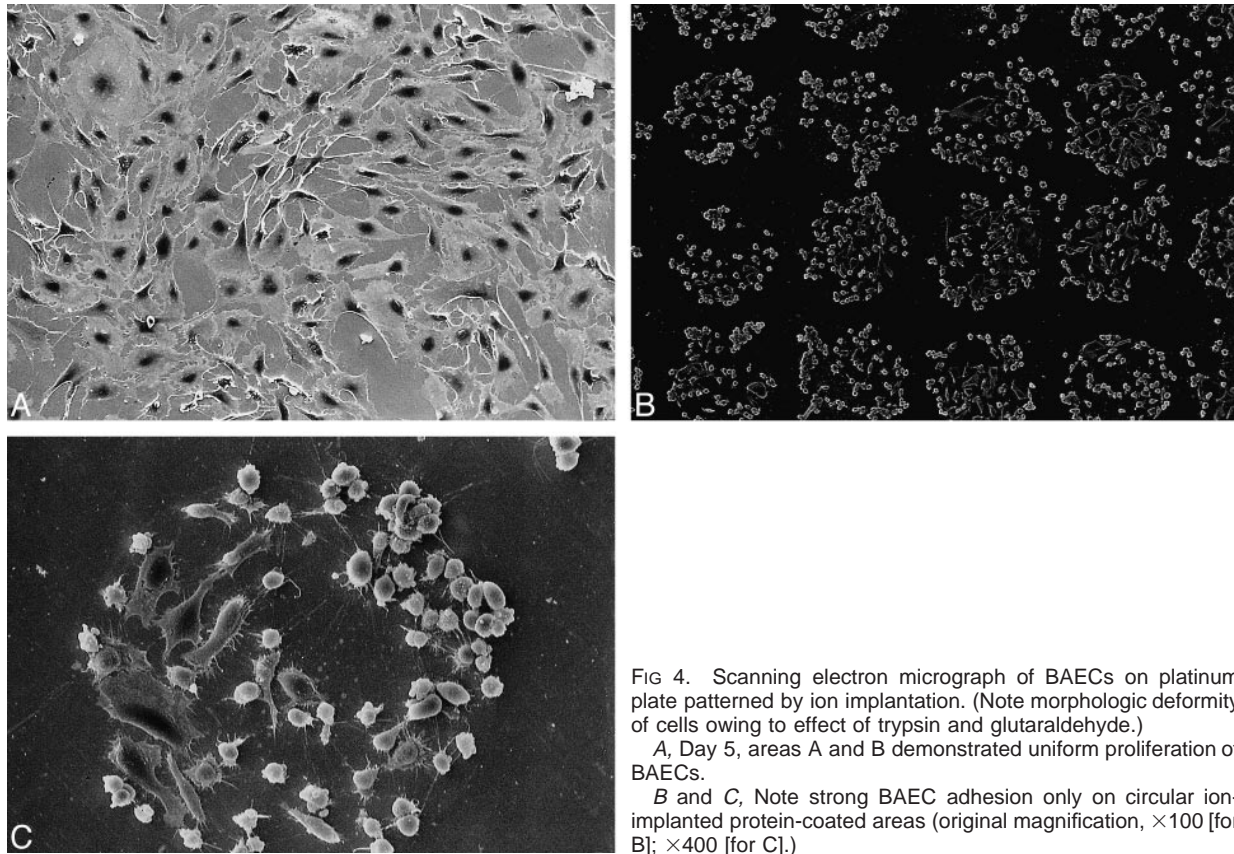 A
B
C
FIG 4. Scanning electron micrograph of BAECs on platinum
plate patterned by ion implantation. (Note morphologic deformity
of cells owing to effect of trypsin and glutaraldehyde.)
A, Day 5, areas A and B demonstrated uniform proliferation of
BAECs.
B and C, Note strong BAEC adhesion only on circular ion-
implanted protein-coated areas (original magnification, ×100 [for
B]; ×400 [for C].)